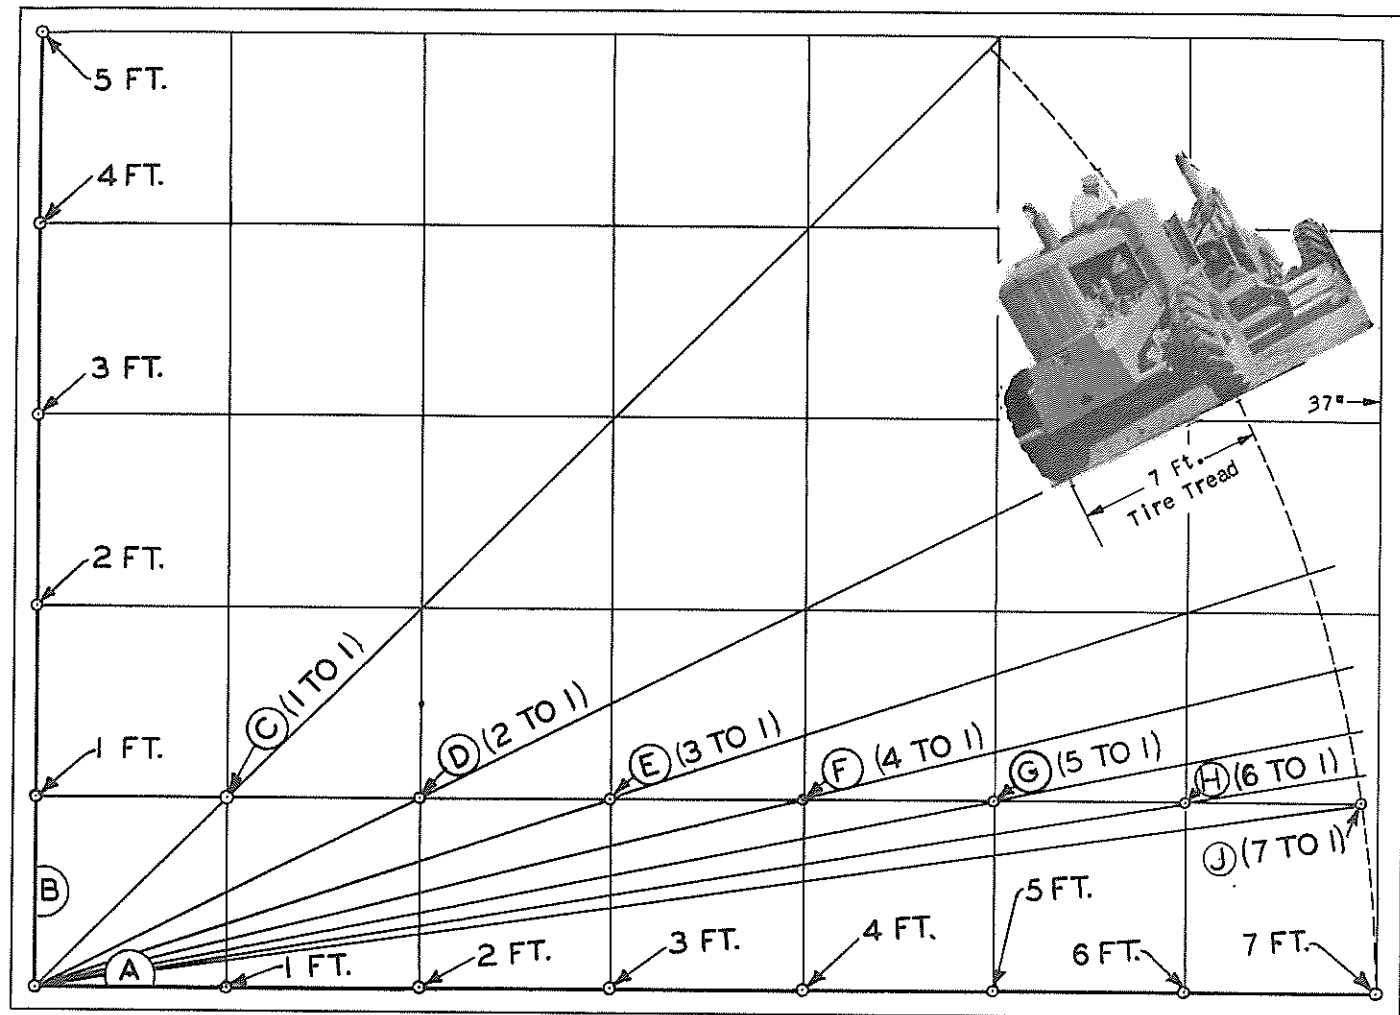 5 FT.
4 FT.
3 FT.
37"
7 Ft.
Tire Tread
2 FT.
C (1 TO 1)
D (2 TO 1)
E (3 TO 1)
F (4 TO 1)
G (5 TO 1)
H (6 TO 1)
1 FT.
J (7 TO 1)
B
A
1 FT.
2 FT.
3 FT.
4 FT.
5 FT.
6 FT.
7 FT.